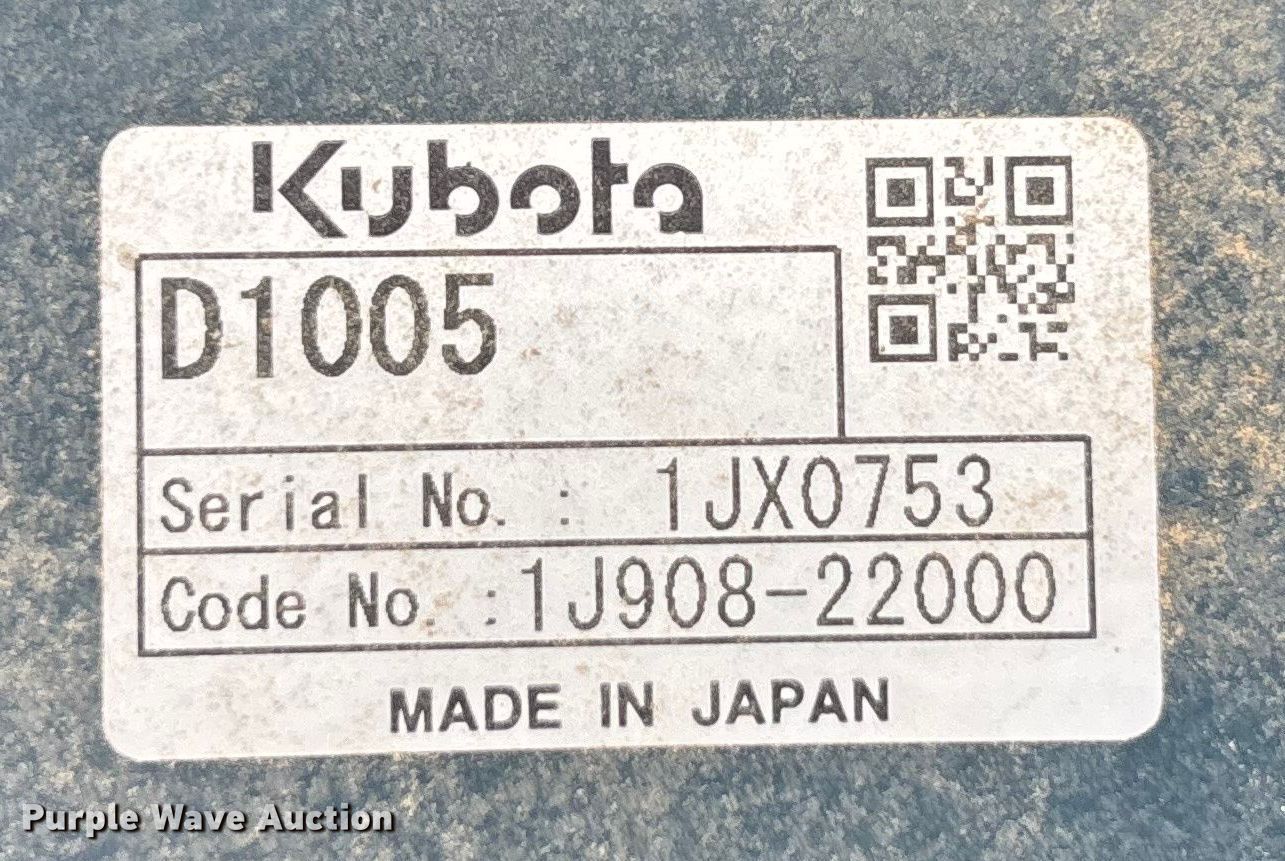 Kubota
D1005
Serial No. : 1JX0753
Code No. :1J908-22000
MADE IN JAPAN
Purple Wave Auction